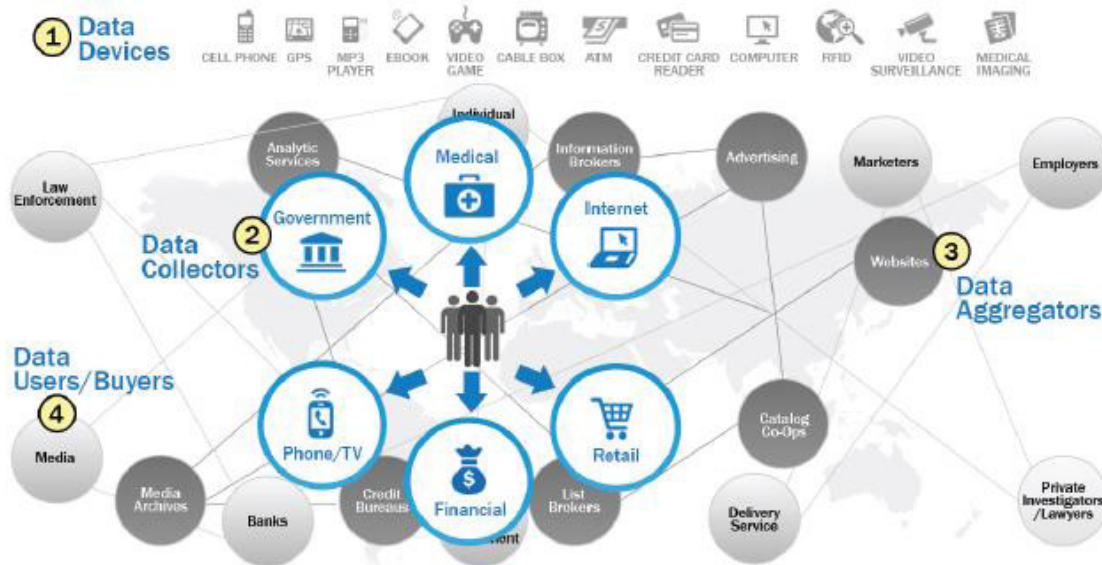 1 Data
Devices
CELL PHONE
GPS
MP3
PLAYER
EBOOK
VIDEO
GAME
CABLE BOX
ATM
CREDIT CARD
READER
COMPUTER
RFID
VIDEO
SURVEILLANCE
MEDICAL
IMAGING
Individual
Analytic
Services
Medical
Information
Brokers
Advertising
Marketers
Employers
Law
Enforcement
2
Government
Data
Collectors
Internet
Websites
3
Data
Aggregators
Data
Users/Buyers
4
Media
Phone/TV
$
Financial
Retail
Catalog
Co-Ops
Media
Archives
Banks
Credit
Bureaus
List
Brokers
Delivery
Service
Private
Investigators
/Lawyers